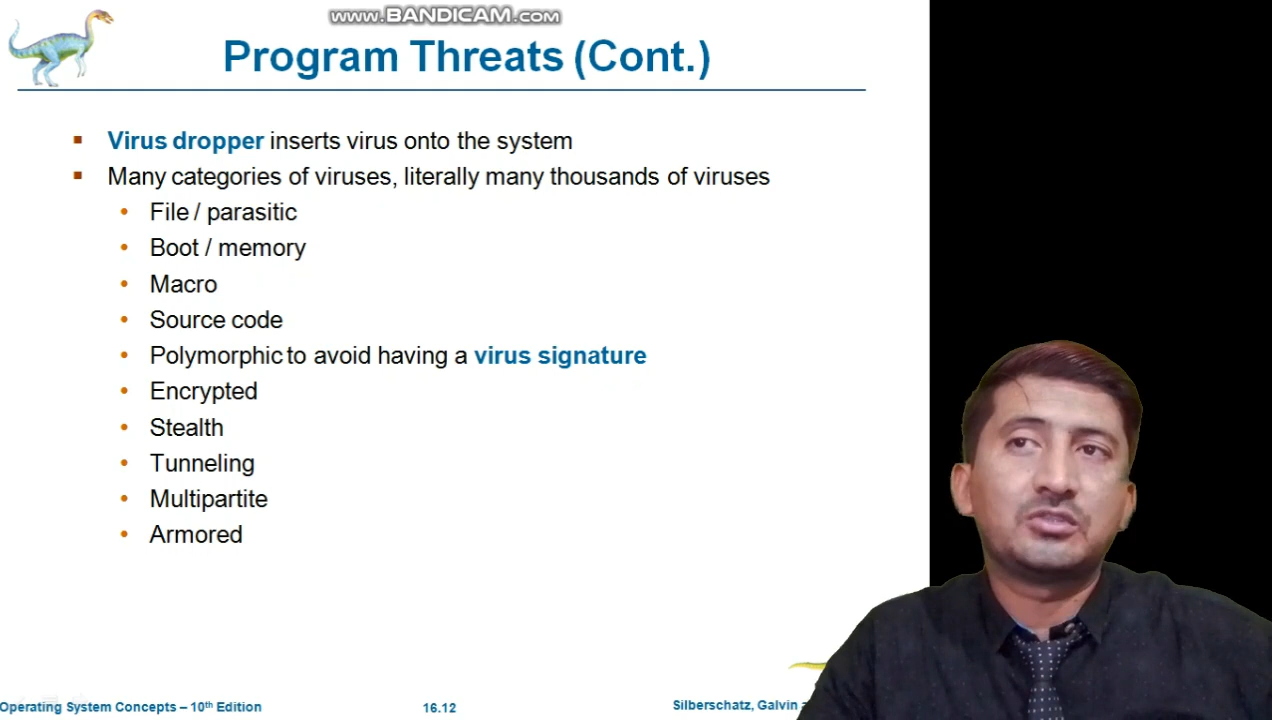 www.BANDICAM.com
Program Threats (Cont.)
Virus dropper inserts virus onto the system
Many categories of viruses, literally many thousands of viruses
File / parasitic
Boot / memory
Macro
Source code
Polymorphic to avoid having a virus signature
Encrypted
Stealth
Tunneling
Multipartite
Armored
Operating System Concepts – 10th Edition
16.12
Silberschatz, Galvin